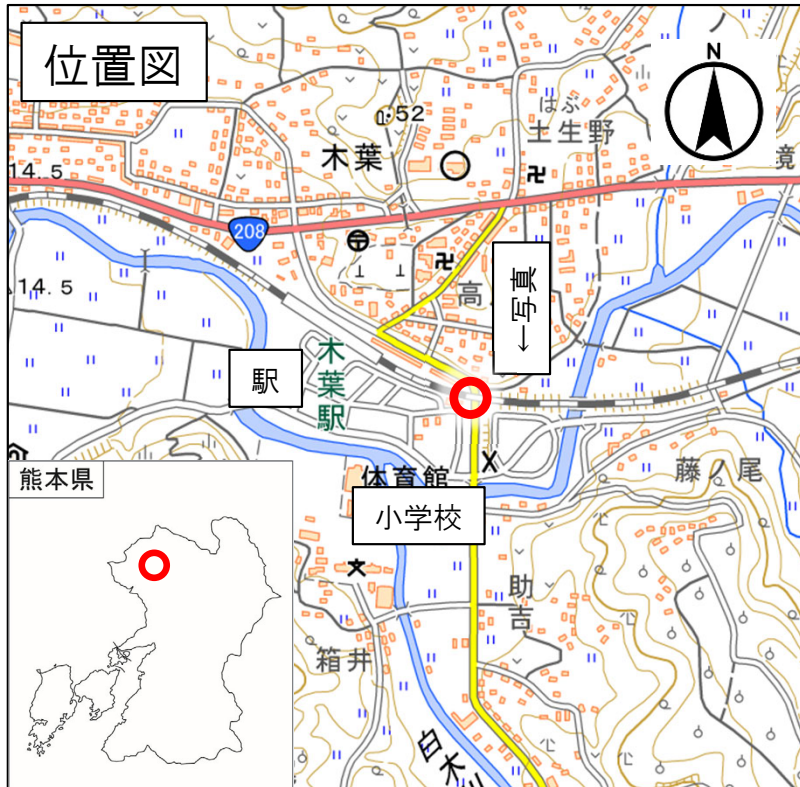 位置図
N
52
はぶ
土生野
木葉
境
14.5
208
←写真
高
14.5
駅
木葉駅
体育館
藤ノ尾
熊本県
小学校
助吉
箱井
白木